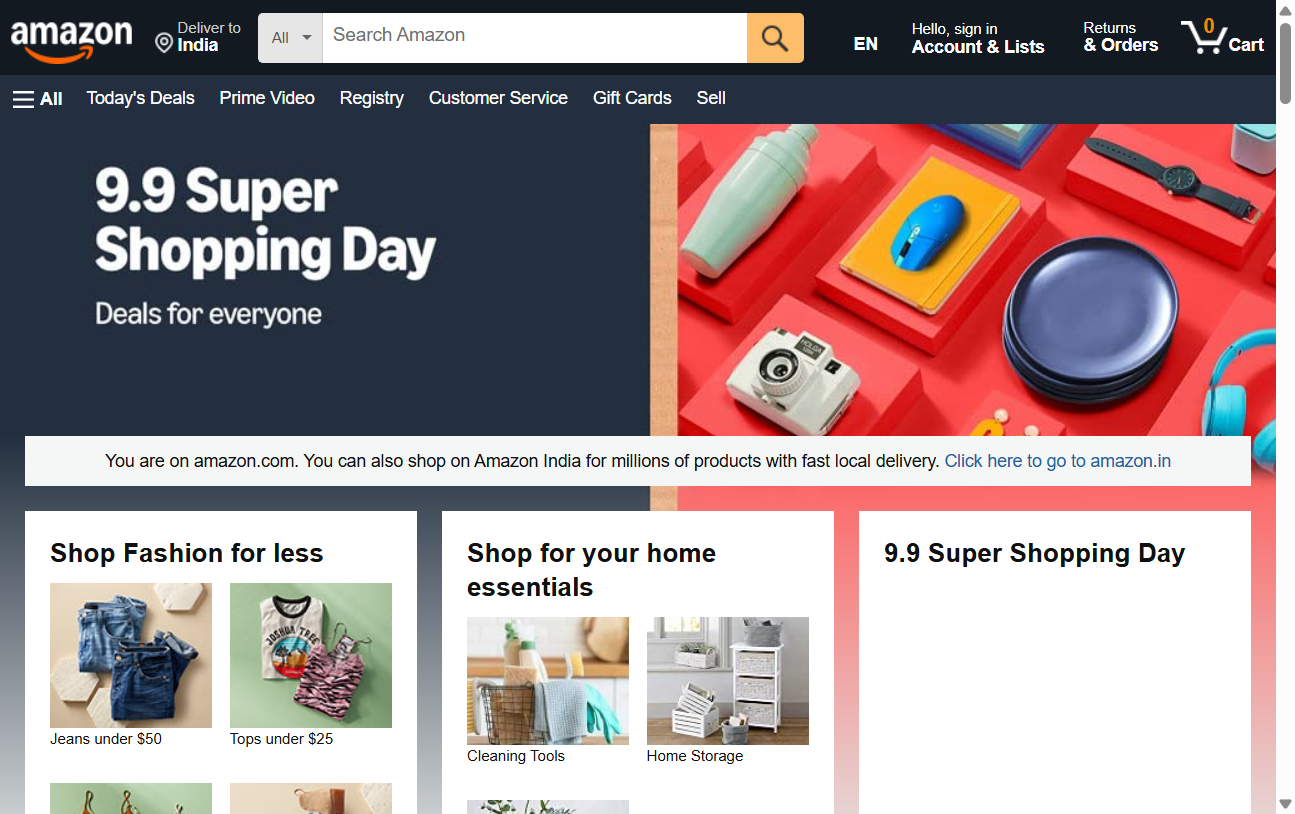 amazon
Deliver to
India
All
Search Amazon
EN
Hello, sign in
Account & Lists
Returns
& Orders
0
Cart
All
Today's Deals
Prime Video
Registry
Customer Service
Gift Cards
Sell
9.9 Super
Shopping Day
Deals for everyone
HOLGA
You are on amazon.com. You can also shop on Amazon India for millions of products with fast local delivery. Click here to go to amazon.in
Shop Fashion for less
JOSHUA TREE
Jeans under $50
Tops under $25
Shop for your home
essentials
Cleaning Tools
Home Storage
9.9 Super Shopping Day